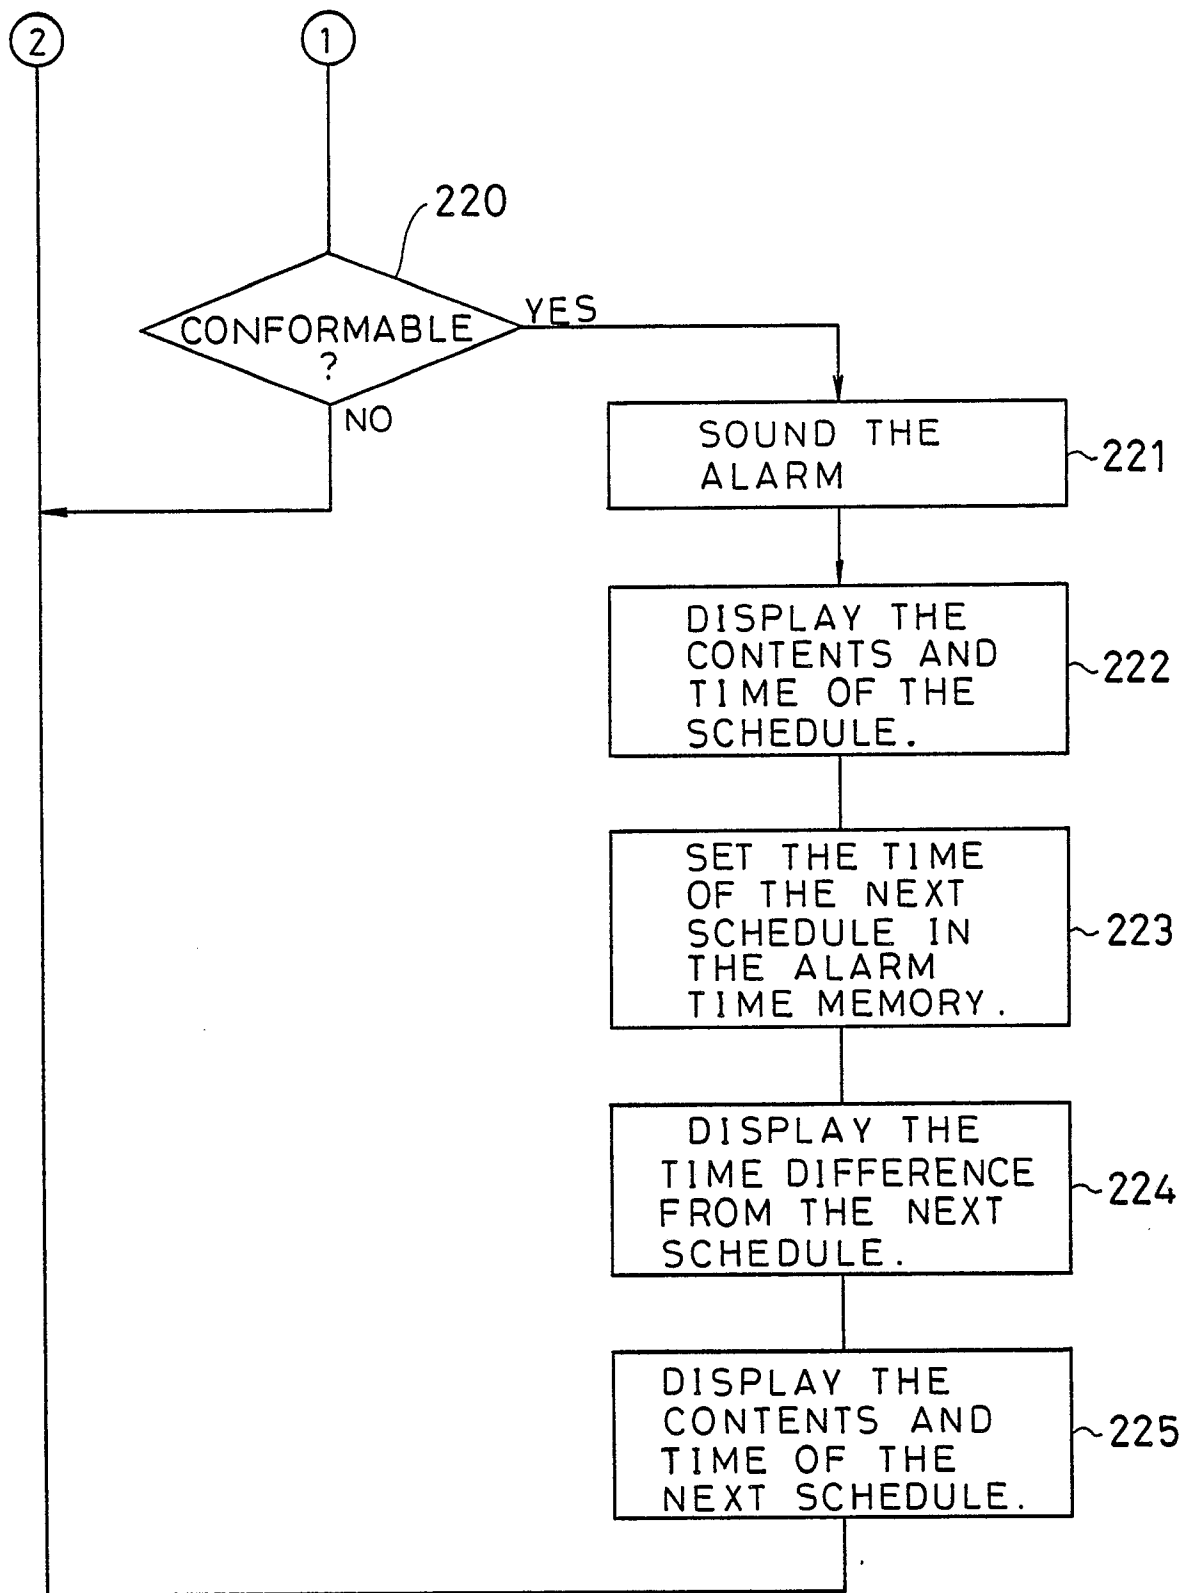 2
1
220
CONFORMABLE
?
YES
NO
SOUND THE
ALARM
221
DISPLAY THE
CONTENTS AND
TIME OF THE
SCHEDULE.
222
SET THE TIME
OF THE NEXT
SCHEDULE IN
THE ALARM
TIME MEMORY.
223
DISPLAY THE
TIME DIFFERENCE
FROM THE NEXT
SCHEDULE.
224
DISPLAY THE
CONTENTS AND
TIME OF THE
NEXT SCHEDULE.
225